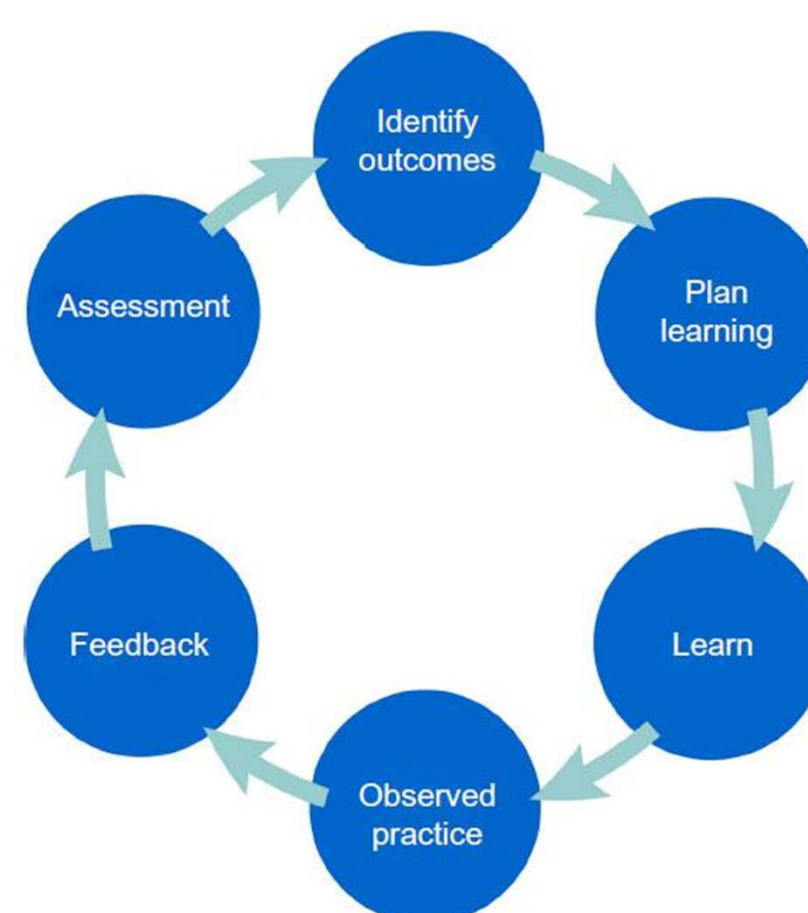 Identify
outcomes
Plan
learning
Learn
Observed
practice
Feedback
Assessment